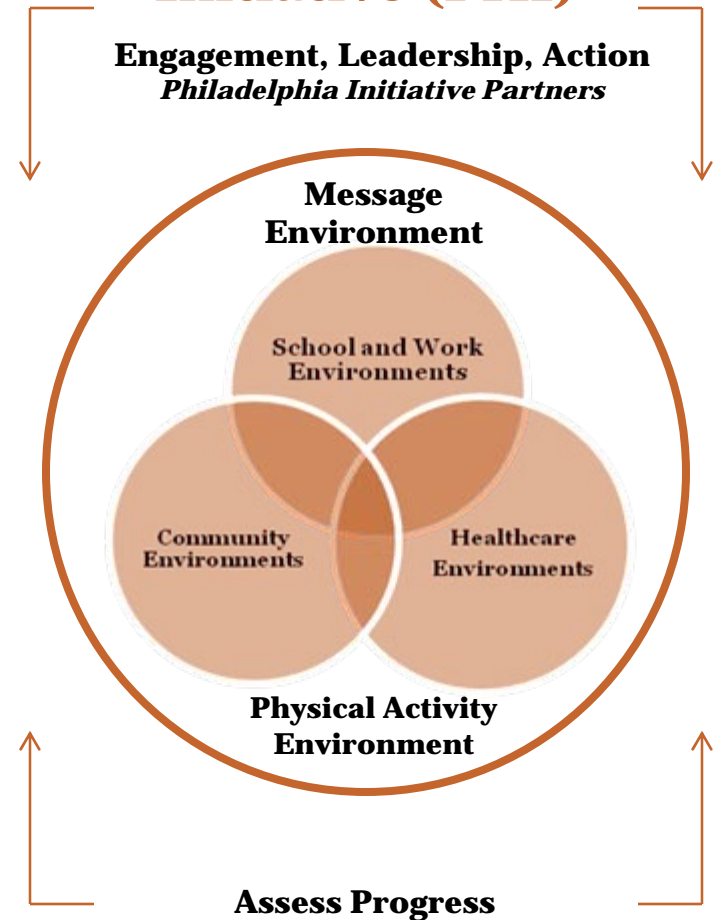 Engagement, Leadership, Action
Philadelphia Initiative Partners
Message
Environment
School and Work
Environments
Community
Environments
Healthcare
Environments
Physical Activity
Environment
Assess Progress